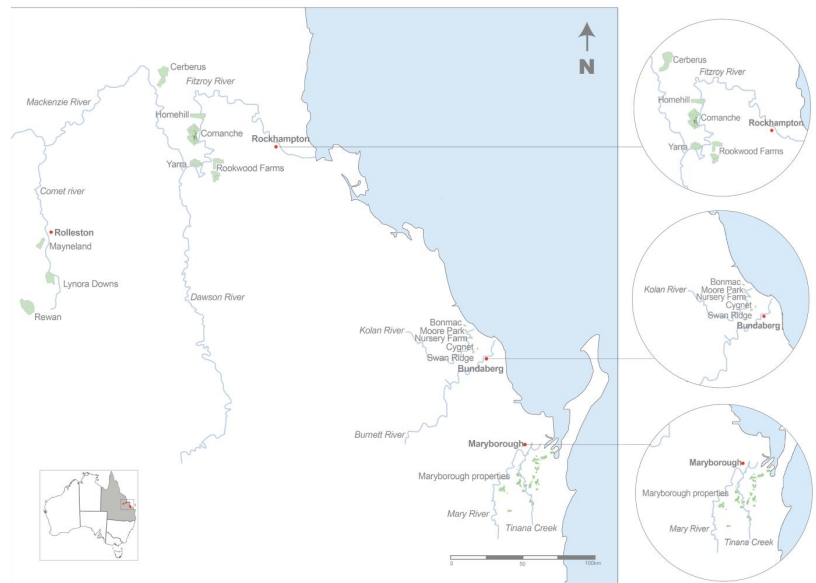 Cerberus
Fitzroy River
Mackenzie River
Homehill
Comanche
Rockhampton
Yarra
Rookwood Farms
Comet river
Rolleston
Mayneland
Lynora Downs
Rewan
Dawson River
Kolan River
Bonmac
Moore Park
Nursery Farm
Cygnet
Swan Ridge
Bundaberg
Burnett River
Maryborough
Maryborough properties
Mary River
Tinana Creek
0
50
100km
N
Cerberus
Fitzroy River
Homehill
Comanche
Rockhampton
Yarra
Rookwood Farms
Kolan River
Bonmac
Moore Park
Nursery Farm
Cygnet
Swan Ridge
Bundaberg
Maryborough
Maryborough properties
Mary River
Tinana Creek